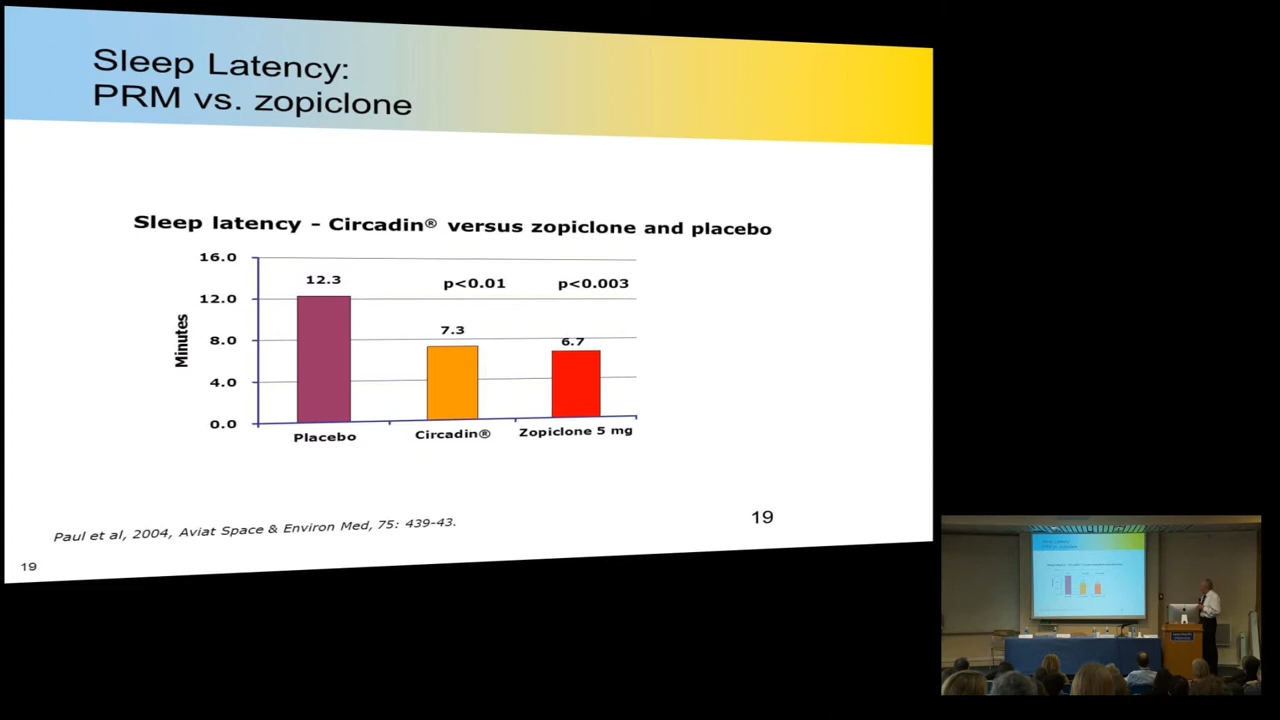 Sleep Latency:
PRM vs. zopiclone
Sleep latency - Circadin® versus zopiclone and placebo
Minutes
16.0
12.0
8.0
4.0
0.0
12.3
7.3
6.7
p<0.01
p<0.003
Placebo
Circadin®
Zopiclone 5 mg
Paul et al, 2004, Aviat Space & Environ Med, 75: 439-43.
19
19